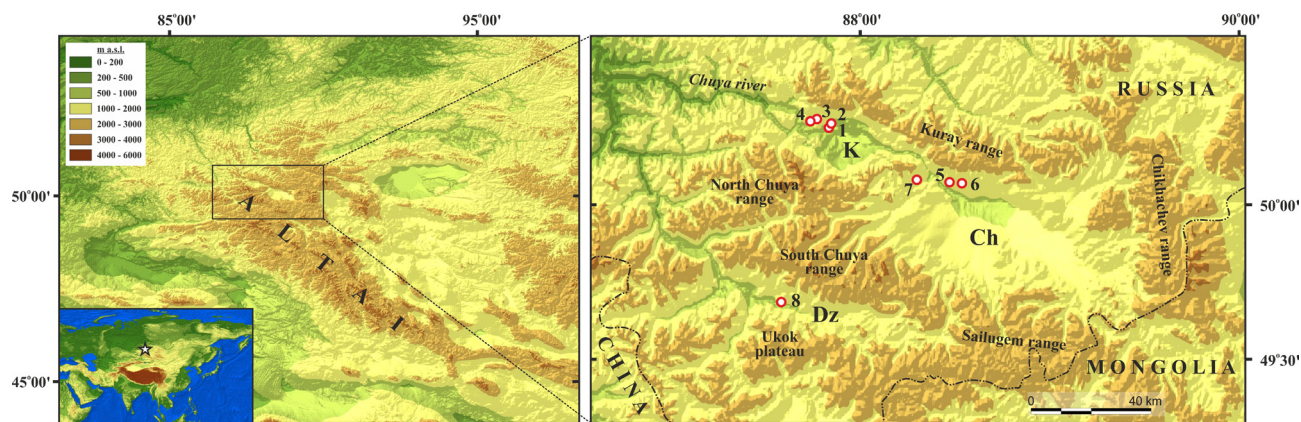 85°00'
95°00'
50°00'
45°00'
m a.s.l.
0 - 200
200 - 500
500 - 1000
1000 - 2000
2000 - 3000
3000 - 4000
4000 - 6000
A
L
T
A
I
88°00'
90°00'
50°00'
49°30'
Chuya river
RUSSIA
4
3
2
1
K
Kuray range
Chikhachev range
North Chuya
range
7
5
6
Ch
South Chuya
range
8
Dz
Ukok
plateau
Sailugem range
CHINA
MONGOLIA
0
40 km